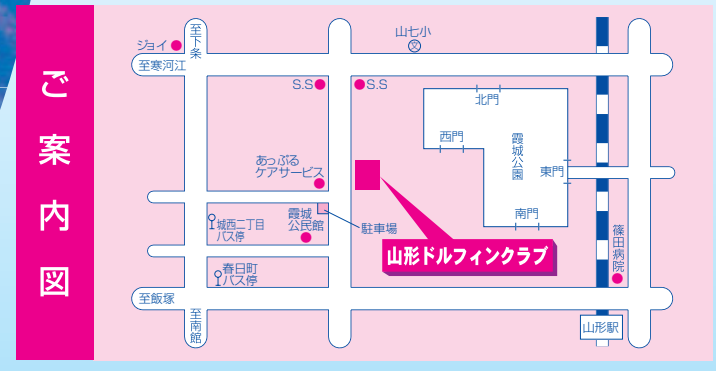 ご案内図
ジョイ
至下条
山七小
文
至寒河江
S.S
S.S
北門
西門
霞城公園
東門
南門
あっぷる
ケアサービス
城西二丁目
バス停
霞城
公民館
駐車場
山形ドルフィンクラブ
篠田病院
春日町
バス停
至飯塚
至南館
山形駅